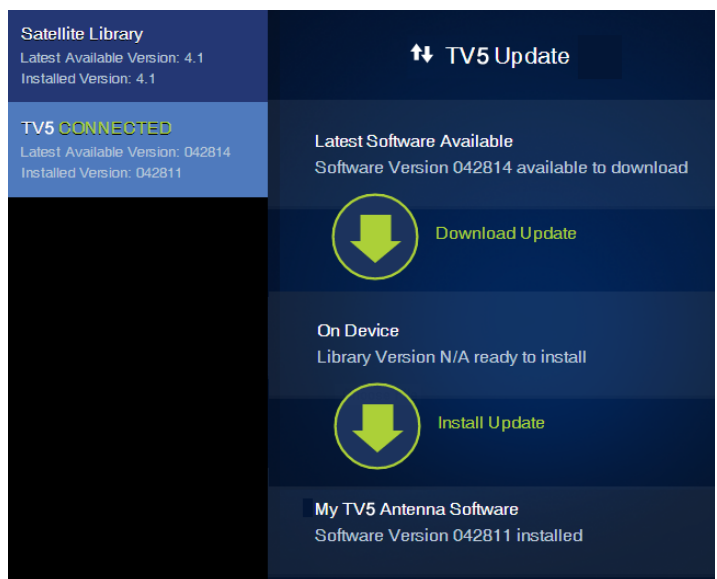 Satellite Library
Latest Available Version: 4.1
Installed Version: 4.1
TV5 CONNECTED
Latest Available Version: 042814
Installed Version: 042811
TV5 Update
Latest Software Available
Software Version 042814 available to download
Download Update
On Device
Library Version N/A ready to install
Install Update
My TV5 Antenna Software
Software Version 042811 installed